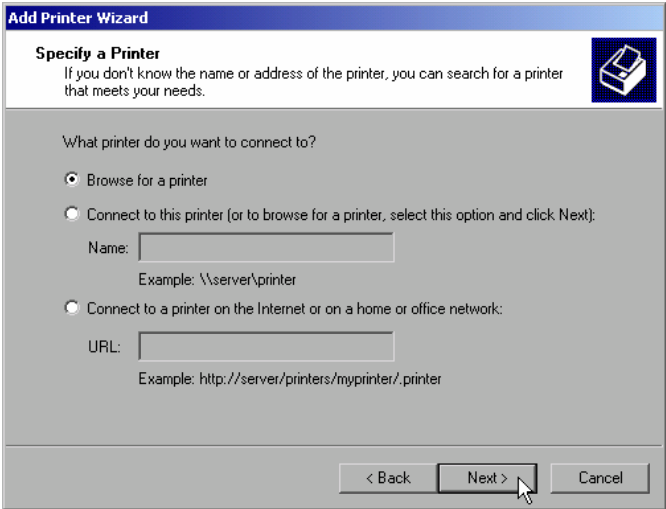 Add Printer Wizard
Specify a Printer
If you don't know the name or address of the printer, you can search for a printer
that meets your needs.
What printer do you want to connect to?
Browse for a printer
Connect to this printer (or to browse for a printer, select this option and click Next):
Name:
Example: \\server\printer
Connect to a printer on the Internet or on a home or office network:
URL:
Example: http://server/printers/myprinter/.printer
< Back
Next >
Cancel